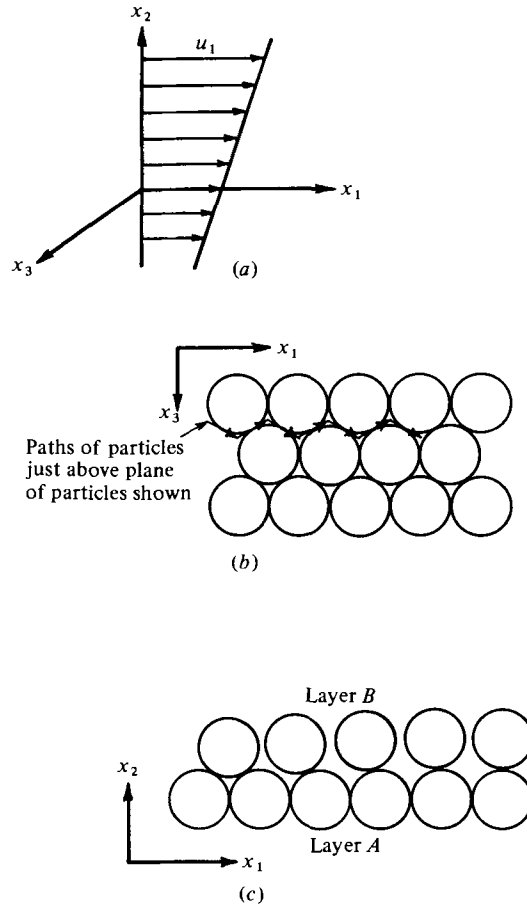 x₂
u₁
x₁
x₃
(a)
x₁
x₃
Paths of particles
just above plane
of particles shown
(b)
Layer B
x₂
Layer A
x₁
(c)